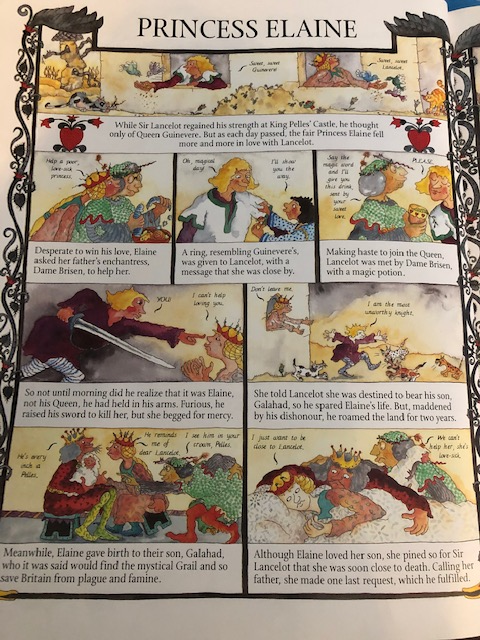 PRINCESS ELAINE
Sweet, sweet
Guinevere
Sweet, sweet
Lancelot.
While Sir Lancelot regained his strength at King Pelles' Castle, he thought
only of Queen Guinevere. But as each day passed, the fair Princess Elaine fell
more and more in love with Lancelot.
Help a poor,
love-sick
princess.
Oh, magical
day!
I'll show
you the
way.
Say the
magic word
and I'll
give you
this drink,
sent by
your
sweet
love.
PLEASE.
Desperate to win his love, Elaine
asked her father's enchantress,
Dame Brisen, to help her.
A ring, resembling Guinevere's,
was given to Lancelot, with a
message that she was close by.
Making haste to join the Queen,
Lancelot was met by Dame Brisen,
with a magic potion.
YOU!
I can't help
loving you.
Don't leave me.
I am the most
unworthy knight.
So not until morning did he realize that it was Elaine,
not his Queen, he had held in his arms. Furious, he
raised his sword to kill her, but she begged for mercy.
She told Lancelot she was destined to bear his son,
Galahad, so he spared Elaine's life. But, maddened
by his dishonour, he roamed the land for two years.
He's every
inch a
Pelles.
He reminds
me of
dear Lancelot.
I see him in your
crown, Pelles.
I just want to be
close to Lancelot.
We can't
help her, she's
love-sick.
Meanwhile, Elaine gave birth to their son, Galahad,
who it was said would find the mystical Grail and so
save Britain from plague and famine.
Although Elaine loved her son, she pined so for Sir
Lancelot that she was soon close to death. Calling her
father, she made one last request, which he fulfilled.